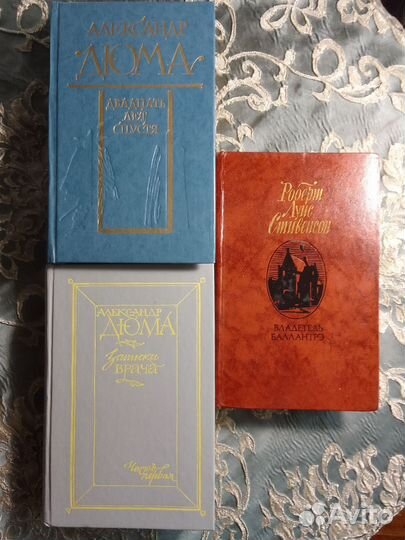 АЛЕКСАНДР
ДЮМА
ДВАДЦАТЬ
ЛЕТ
СПУСТЯ
АЛЕКСАНДР
ДЮМА
Записки
ВРАЧА
Часть
первая
Роберт
Луис
Стивенсон
ВЛАДЕТЕЛЬ
БАЛЛАНТРЭ
Avito